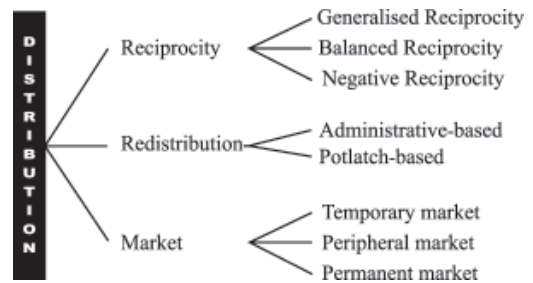 DISTRIBUTION
Reciprocity
Generalised Reciprocity
Balanced Reciprocity
Negative Reciprocity
Redistribution
Administrative-based
Potlatch-based
Market
Temporary market
Peripheral market
Permanent market